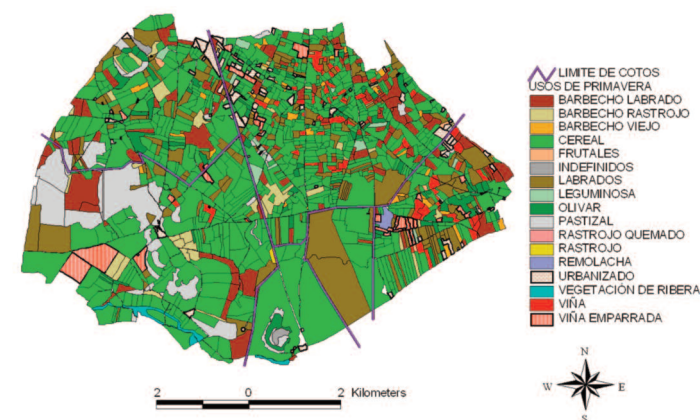 LIMITE DE COTOS
USOS DE PRIMAVERA
BARBECHO LABRADO
BARBECHO RASTROJO
BARBECHO VIEJO
CEREAL
FRUTALES
INDEFINIDOS
LABRADOS
LEGUMINOSA
OLIVAR
PASTIZAL
RASTROJO QUEMADO
RASTROJO
REMOLACHA
URBANIZADO
VEGETACIÓN DE RIBERA
VIÑA
VIÑA EMPARRADA
N
W E
S
2 0 2 Kilometers